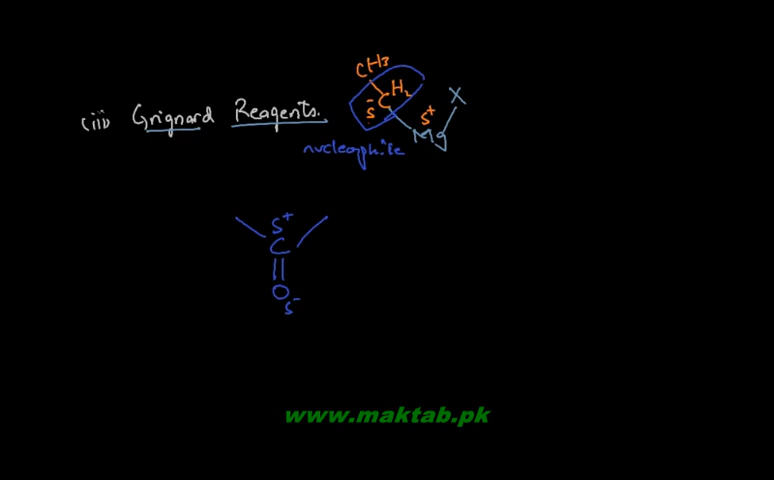 CH3
(iii) Grignard Reagents. δ- CH2 δ+ X
nucleophile Mg
δ+
C
O
δ-
www.maktab.pk